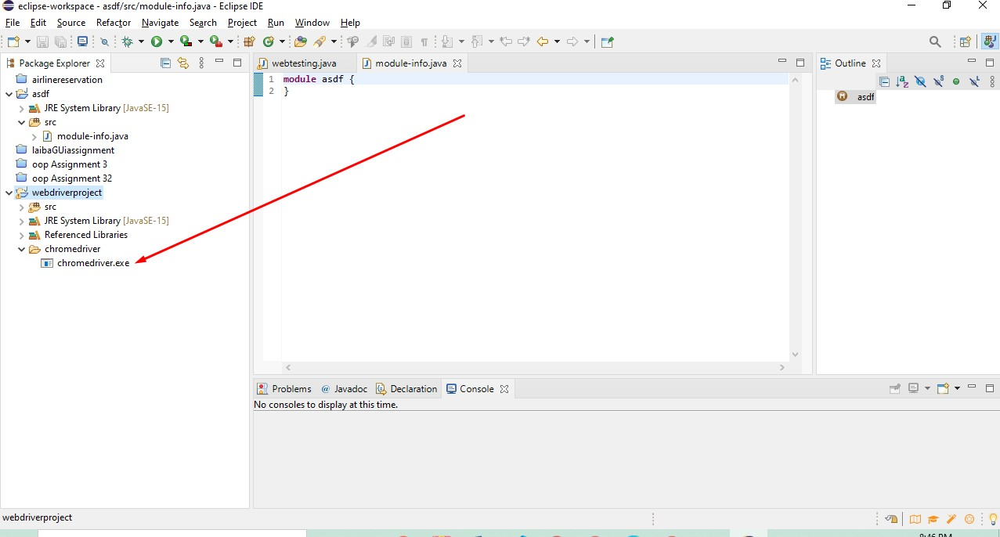 eclipse-workspace - asdf/src/module-info.java - Eclipse IDE
File Edit Source Refactor Navigate Search Project Run Window Help
Package Explorer
airlinereservation
asdf
JRE System Library [JavaSE-15]
src
module-info.java
laibaGUiassignment
oop Assignment 3
oop Assignment 32
webdriverproject
src
JRE System Library [JavaSE-15]
Referenced Libraries
chromedriver
chromedriver.exe
webtesting.java module-info.java
1 module asdf {
2 }
Outline
asdf
Problems Javadoc Declaration Console
No consoles to display at this time.
webdriverproject
8:46 PM